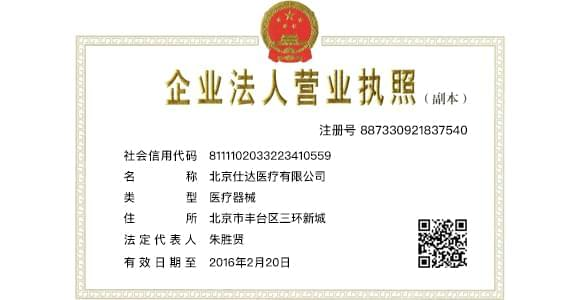 企业法人营业执照（副本）
注册号 887330921837540
社会信用代码 8111102033223410559
名 称 北京仕达医疗有限公司
类 型 医疗器械
住 所 北京市丰台区三环新城
法定代表人 朱胜贤
有效日期至 2016年2月20日